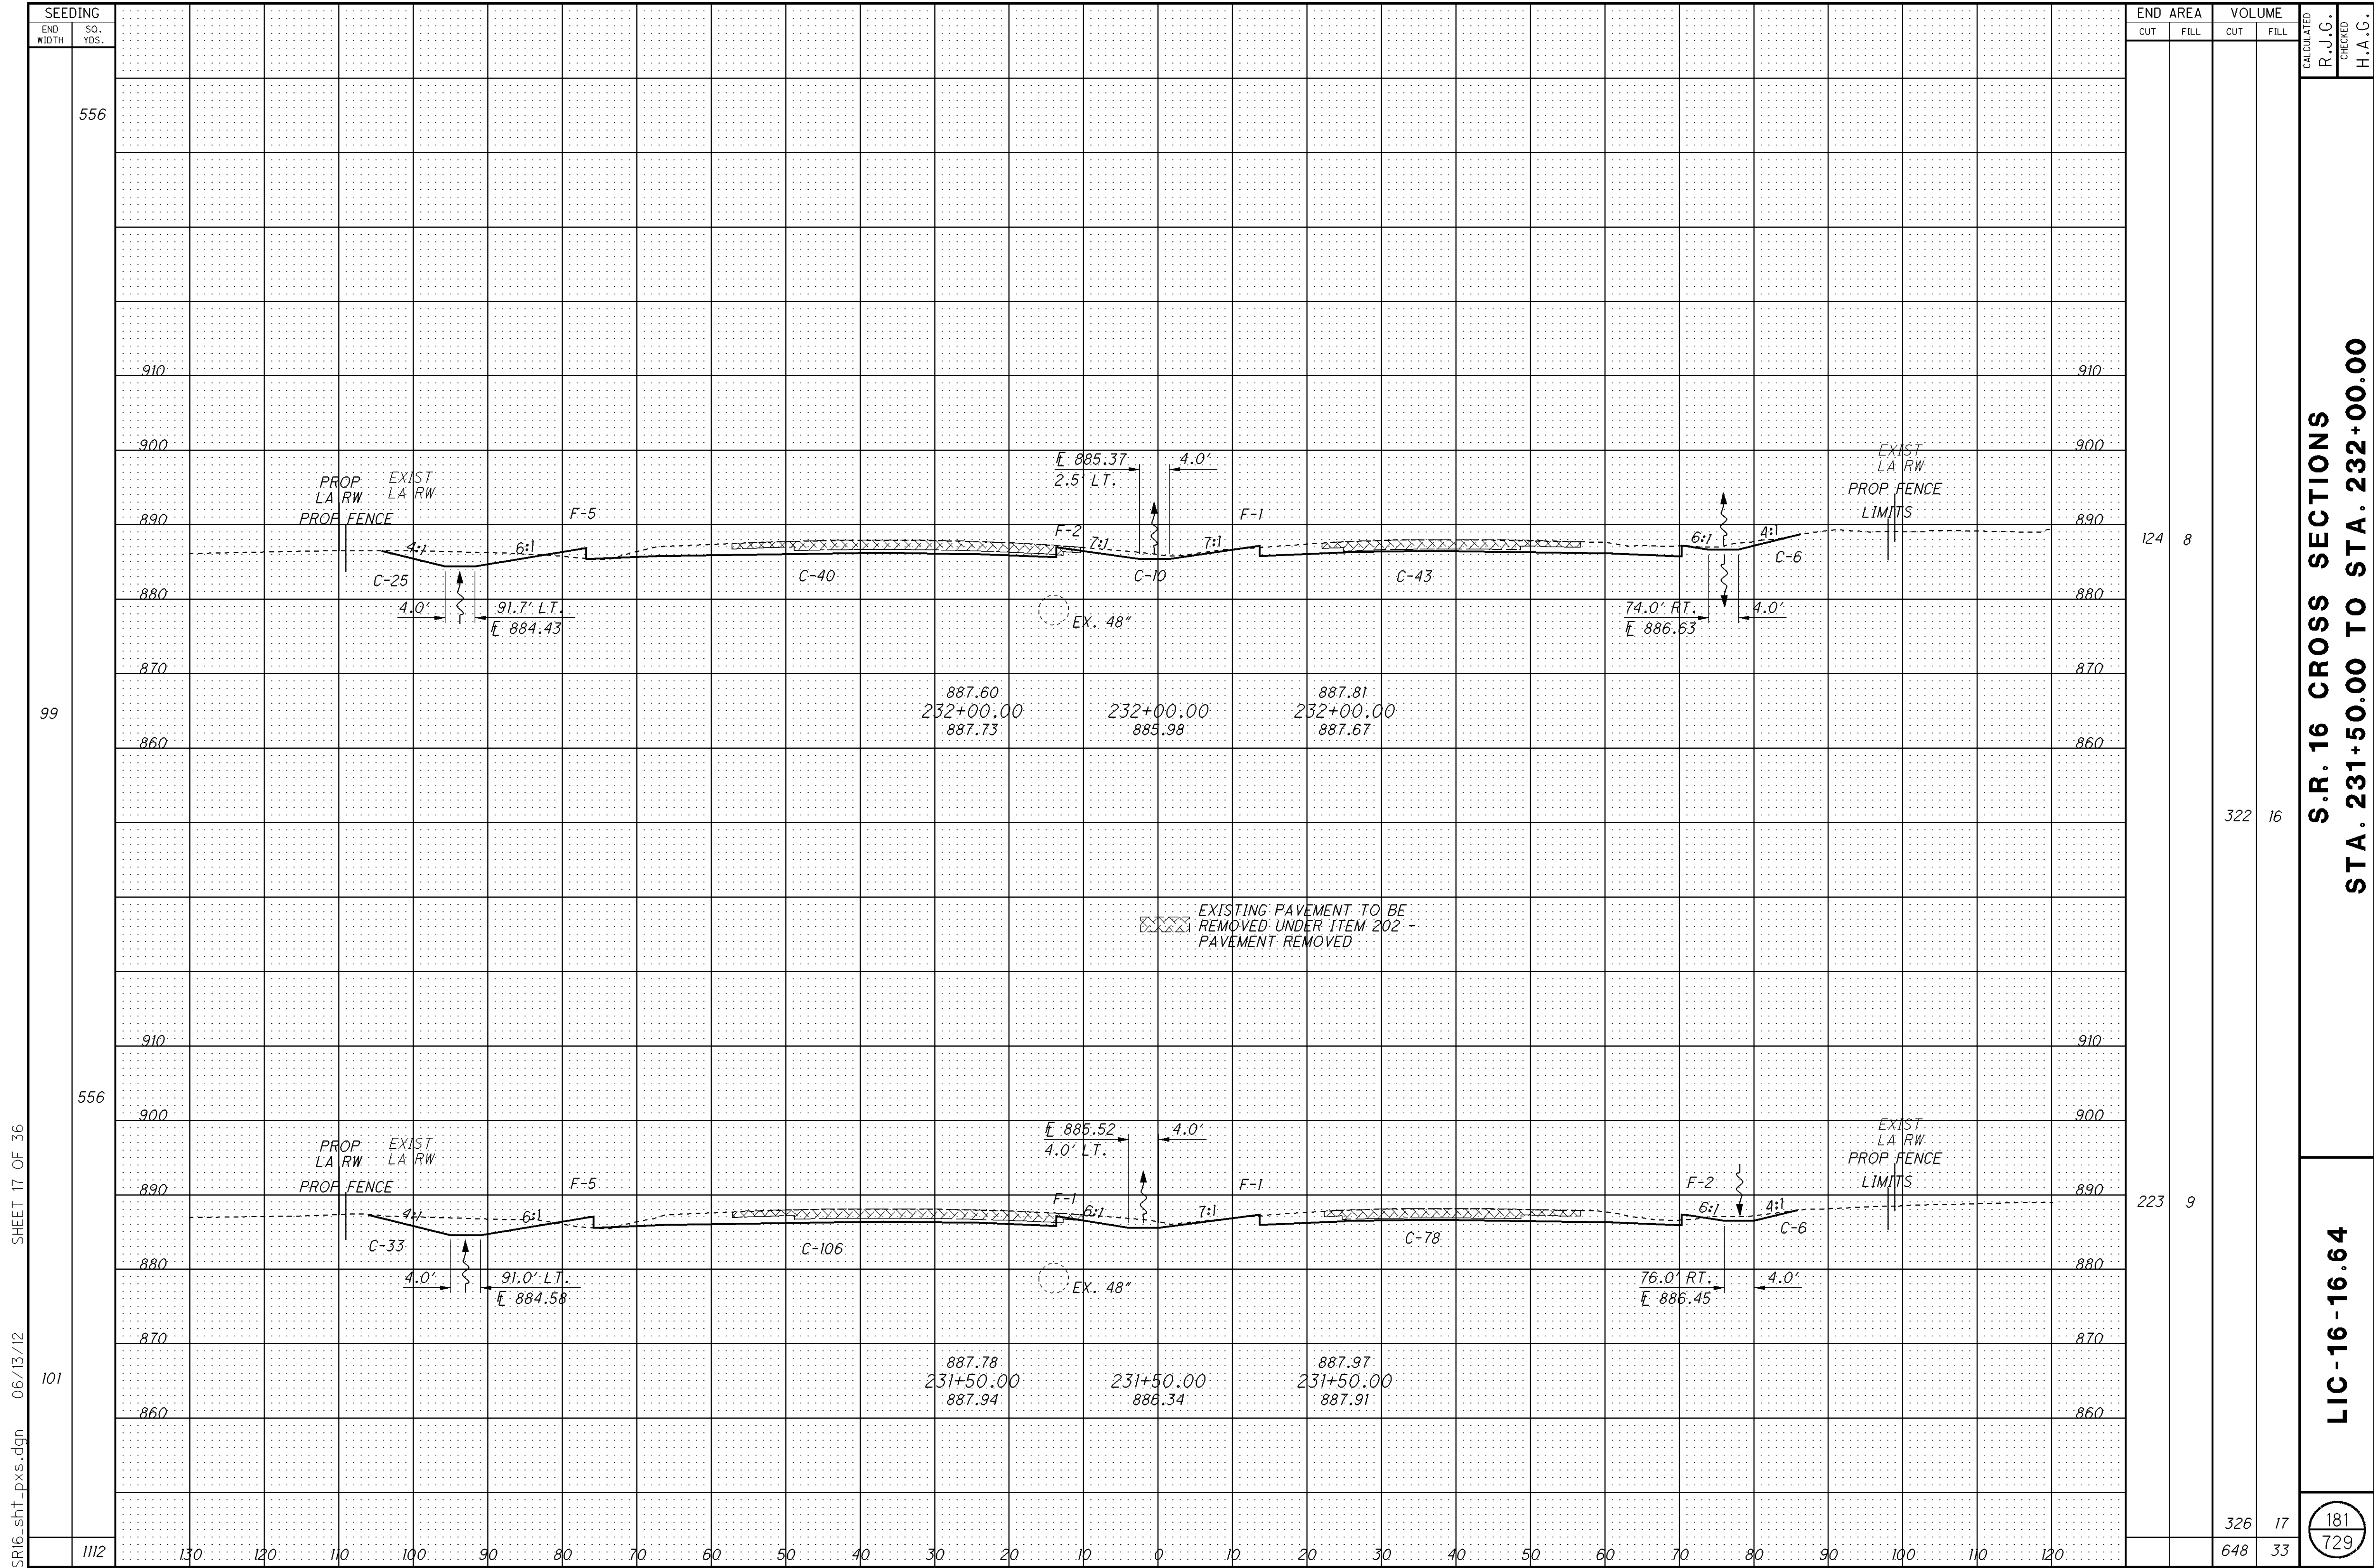 SEEDING
END WIDTH
SQ. YDS.
END AREA
VOLUME
CUT
FILL
CUT
FILL
CALCULATED
R.J.G.
CHECKED
H.A.G.
556
910
910
900
900
℄ 885.37
4.0'
2.5' LT.
EXIST
LA RW
PROP
LA RW
EXIST
LA RW
PROP FENCE
LIMITS
PROP FENCE
890
F-5
F-2
F-1
890
4:1
6:1
7:1
7:1
6:1
4:1
124
8
C-25
C-40
C-10
C-43
C-6
880
880
4.0'
91.7' LT.
℄ 884.43
EX. 48"
74.0' RT.
4.0'
℄ 886.63
870
870
887.60
887.81
99
232+00.00
232+00.00
232+00.00
887.73
885.98
887.67
860
860
322
16
EXISTING PAVEMENT TO BE
REMOVED UNDER ITEM 202 -
PAVEMENT REMOVED
910
910
556
900
900
℄ 885.52
4.0'
4.0' LT.
PROP
LA RW
EXIST
LA RW
EXIST
LA RW
PROP FENCE
LIMITS
PROP FENCE
890
F-5
F-1
F-1
F-2
890
4:1
6:1
6:1
7:1
6:1
4:1
223
9
C-33
C-106
C-78
C-6
880
880
4.0'
91.0' LT.
℄ 884.58
EX. 48"
76.0' RT.
4.0'
℄ 886.45
870
870
887.78
887.97
101
231+50.00
231+50.00
231+50.00
887.94
886.34
887.91
860
860
326
17
1112
648
33
130 120 110 100 90 80 70 60 50 40 30 20 10 0 10 20 30 40 50 60 70 80 90 100 110 120
S.R. 16 CROSS SECTIONS
STA. 231+50.00 TO STA. 232+00.00
LIC-16-16.64
181
729
SR16_sht_pxs.dgn 06/13/12 SHEET 17 OF 36